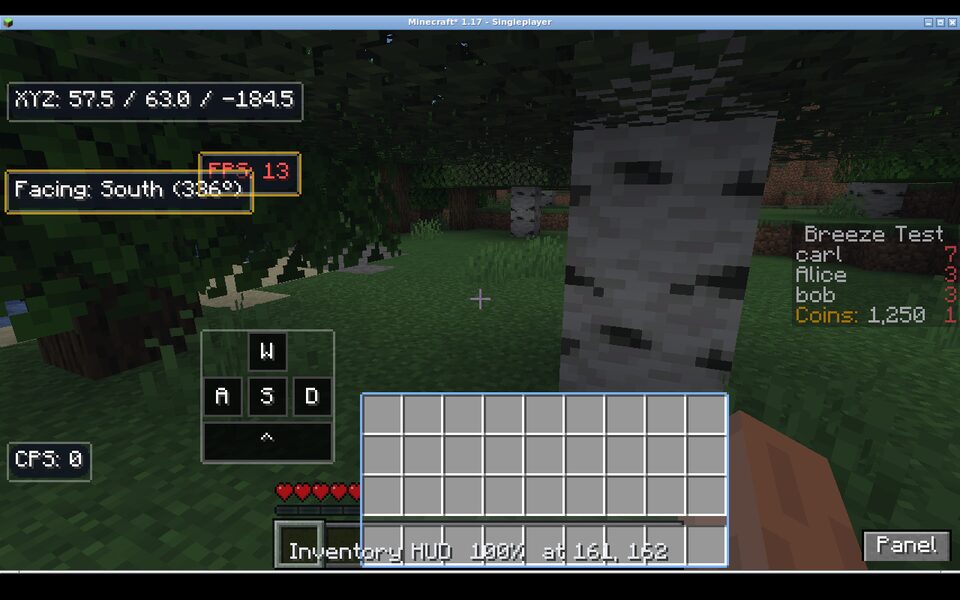 Minecraft* 1.17 - Singleplayer
XYZ: 57.5 / 63.0 / -184.5
FPS: 13
Facing: South (336°)
Breeze Test
carl 7
Alice 3
bob 3
Coins: 1,250 1
W
A S D
^
CPS: 0
Inventory HUD 100% at 161, 162
Panel